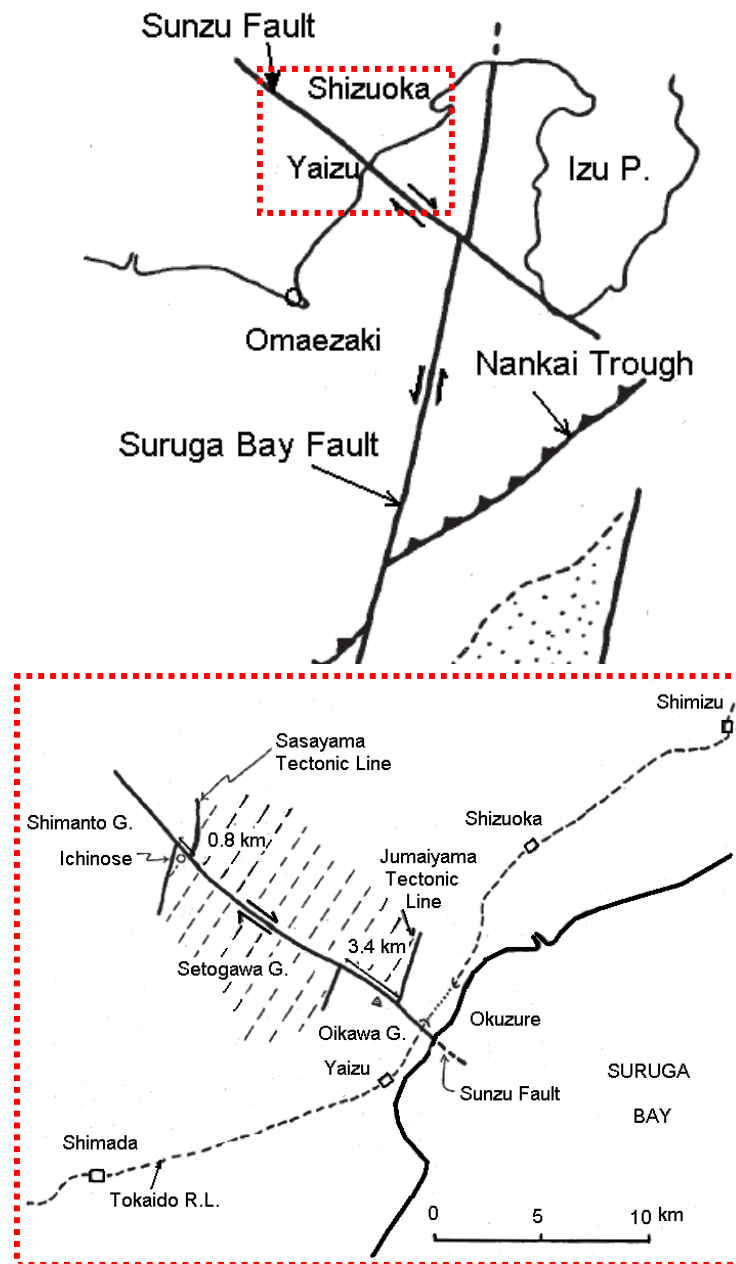 Sunzu Fault
Shizuoka
Yaizu
Izu P.
Omaezaki
Nankai Trough
Suruga Bay Fault
Shimizu
Sasayama
Tectonic Line
Shizuoka
Shimanto G.
0.8 km
Ichinose
Jumaiyama
Tectonic
Line
3.4 km
Setogawa G.
Okuzure
Oikawa G.
Yaizu
SURUGA
BAY
Sunzu Fault
Shimada
Tokaido R.L.
0 5 10 km